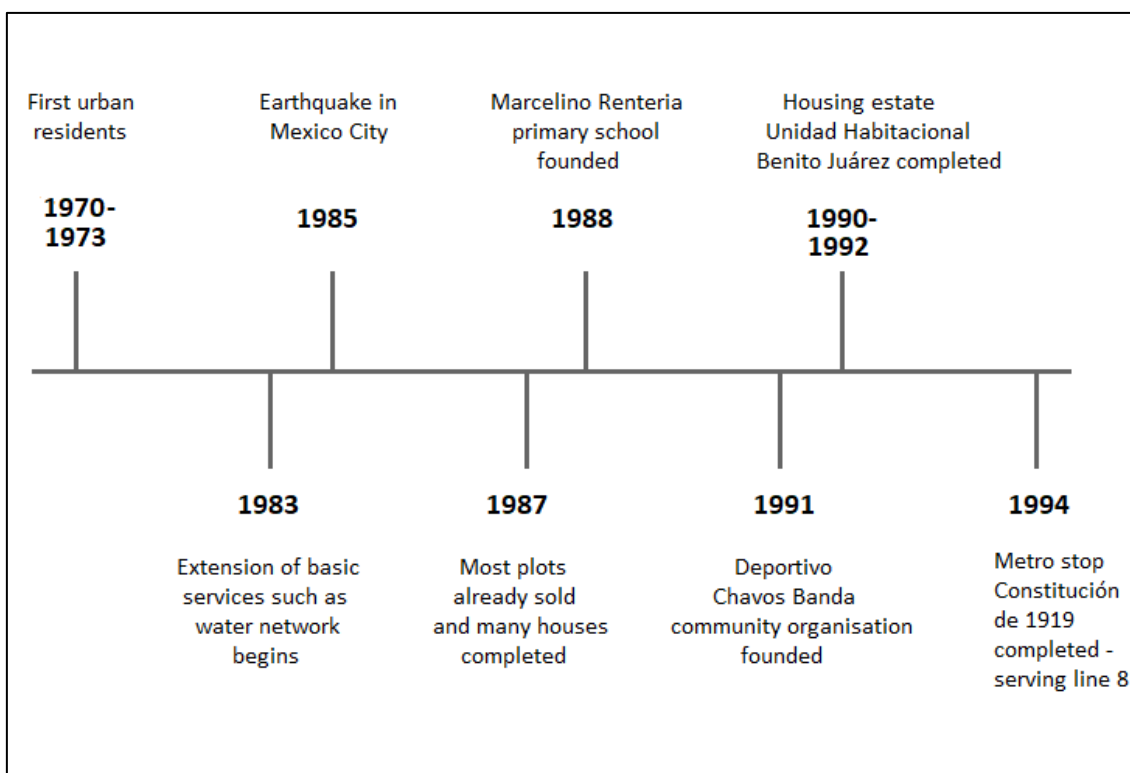 First urban
residents
1970-
1973
Earthquake in
Mexico City
1985
Marcelino Renteria
primary school
founded
1988
Housing estate
Unidad Habitacional
Benito Juárez completed
1990-
1992
1983
Extension of basic
services such as
water network
begins
1987
Most plots
already sold
and many houses
completed
1991
Deportivo
Chavos Banda
community organisation
founded
1994
Metro stop
Constitución
de 1919
completed -
serving line 8